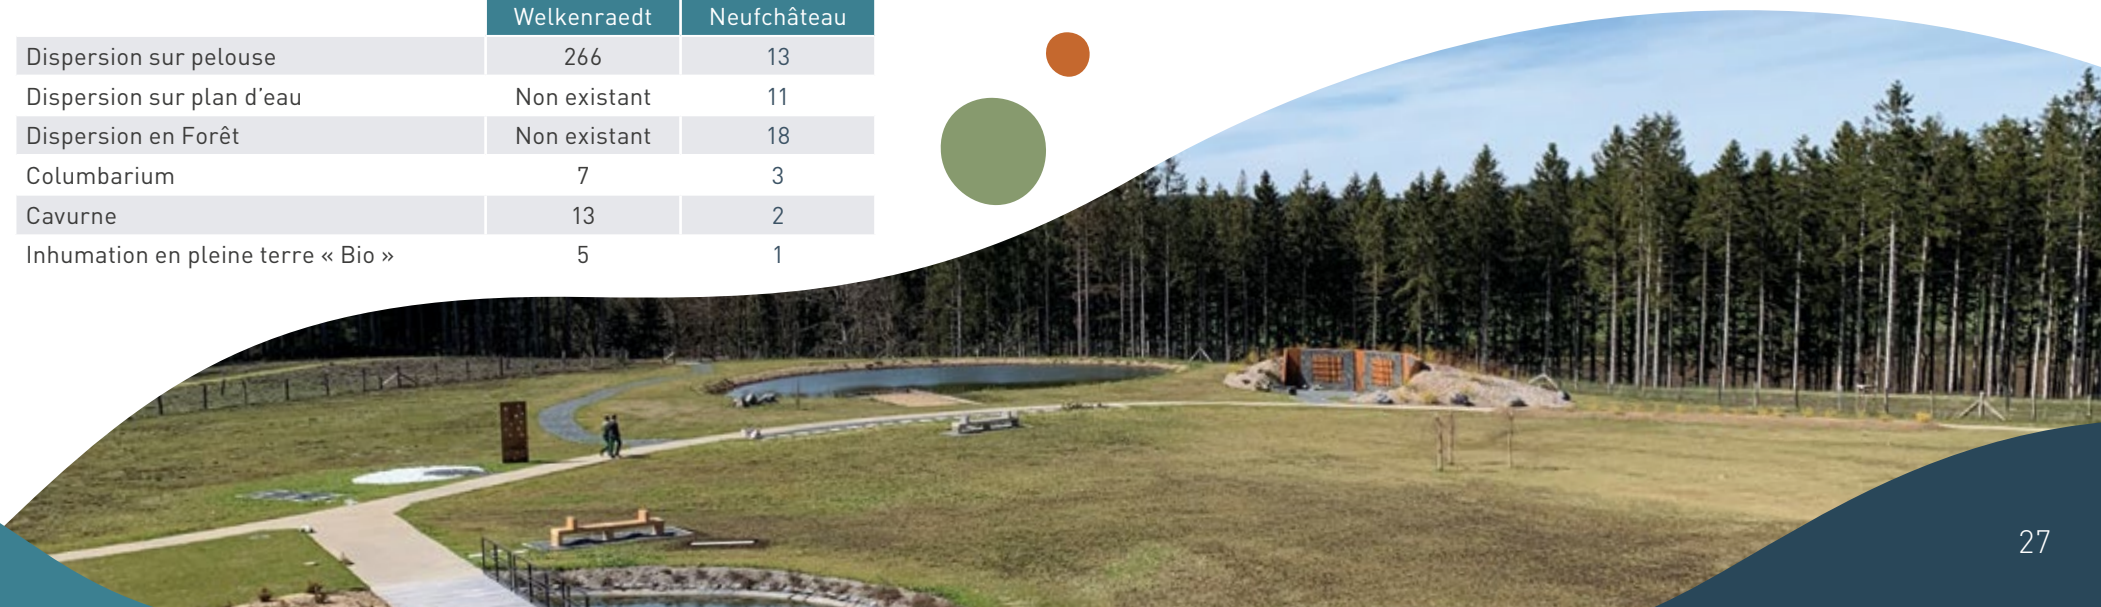 Welkenraedt Neufchâteau
Dispersion sur pelouse 266 13
Dispersion sur plan d’eau Non existant 11
Dispersion en Forêt Non existant 18
Columbarium 7 3
Cavurne 13 2
Inhumation en pleine terre « Bio » 5 1
27